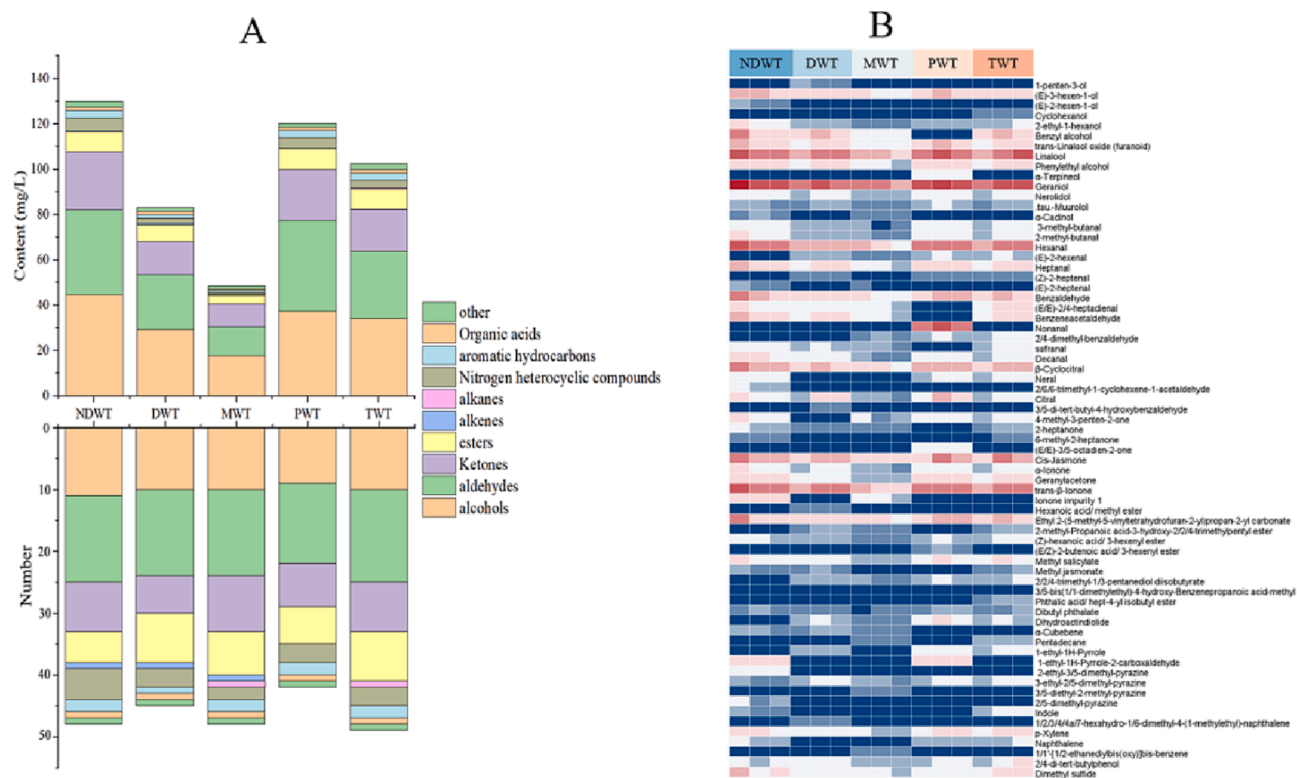 A
Content (mg/L)
140
120
100
80
60
40
20
0
NDWT DWT MWT PWT TWT
Number
0
10
20
30
40
50
other
Organic acids
aromatic hydrocarbons
Nitrogen heterocyclic compounds
alkanes
alkenes
esters
Ketones
aldehydes
alcohols
B
NDWT DWT MWT PWT TWT
1-penten-3-ol
(E)-3-hexen-1-ol
(E)-2-hexen-1-ol
Cyclohexanol
2-ethyl-1-hexanol
Benzyl alcohol
trans-Linalool oxide (furanoid)
Linalool
Phenylethyl alcohol
α-Terpineol
Geraniol
Nerolidol
.tau.-Muurolol
α-Cadinol
3-methyl-butanal
2-methyl-butanal
Hexanal
(E)-2-hexenal
Heptanal
(Z)-2-heptenal
(E)-2-heptenal
Benzaldehyde
(E/E)-2/4-heptadienal
Benzeneacetaldehyde
Nonanal
2/4-dimethyl-benzaldehyde
safranal
Decanal
β-Cyclocitral
Neral
2/6/6-trimethyl-1-cyclohexene-1-acetaldehyde
Citral
3/5-di-tert-butyl-4-hydroxybenzaldehyde
4-methyl-3-penten-2-one
2-heptanone
6-methyl-2-heptanone
(E/E)-3/5-octadien-2-one
Cis-Jasmone
α-Ionone
Geranylacetone
trans-β-Ionone
Ionone impurity 1
Hexanoic acid/ methyl ester
Ethyl 2-(5-methyl-5-vinyltetrahydrofuran-2-yl)propan-2-yl carbonate
2-methyl-Propanoic acid-3-hydroxy-2/2/4-trimethylpentyl ester
(Z)-hexanoic acid/ 3-hexenyl ester
(E/Z)-2-butenoic acid/ 3-hexenyl ester
Methyl salicylate
Methyl jasmonate
2/2/4-trimethyl-1/3-pentanediol diisobutyrate
3/5-bis(1/1-dimethylethyl)-4-hydroxy-Benzenepropanoic acid-methyl
Phthalic acid/ hept-4-yl isobutyl ester
Dibutyl phthalate
Dihydroactindiolide
α-Cubebene
Pentadecane
1-ethyl-1H-Pyrrole
1-ethyl-1H-Pyrrole-2-carboxaldehyde
2-ethyl-3/5-dimethyl-pyrazine
3-ethyl-2/5-dimethyl-pyrazine
3/5-diethyl-2-methyl-pyrazine
2/5-dimethyl-pyrazine
Indole
1/2/3/4/4a/7-hexahydro-1/6-dimethyl-4-(1-methylethyl)-naphthalene
p-Xylene
Naphthalene
1/1'-[1/2-ethanediylbis(oxy)]bis-benzene
2/4-di-tert-butylphenol
Dimethyl sulfide